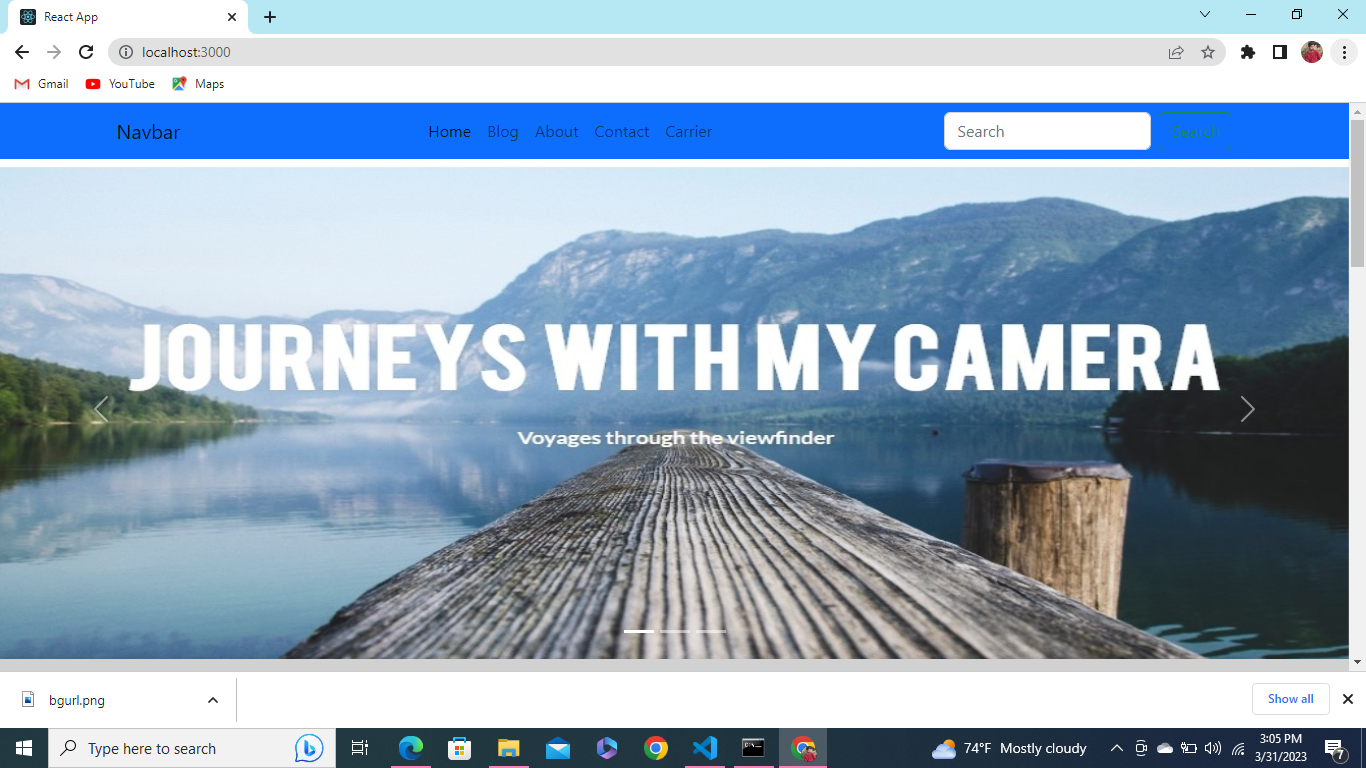 React App
localhost:3000
Gmail YouTube Maps
Navbar Home Blog About Contact Carrier Search Search
JOURNEYS WITH MY CAMERA
Voyages through the viewfinder
bgurl.png Show all
Type here to search 74°F Mostly cloudy 3:05 PM
3/31/2023 7